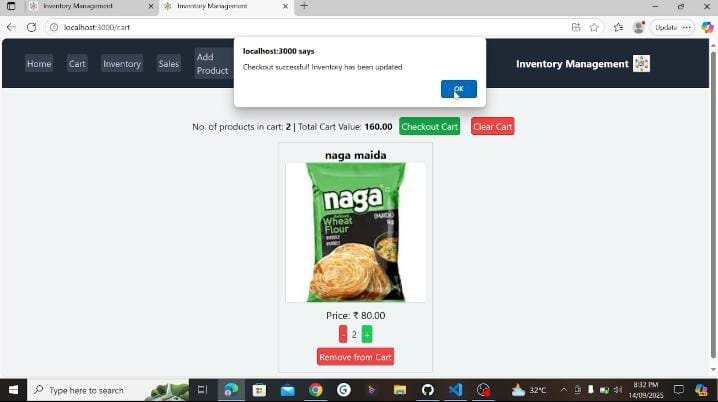 Inventory Management
Inventory Management
localhost:3000/cart
Update
Home
Cart
Inventory
Sales
Add
Product
Inventory Management
localhost:3000 says
Checkout successful! Inventory has been updated.
OK
No. of products in cart: 2 | Total Cart Value: 160.00
Checkout Cart
Clear Cart
naga maida
naga
Wheat
Flour
(MAIDA)
Price: ₹ 80.00
- 2 +
Remove from Cart
Type here to search
32°C
8:32 PM
14/09/2025